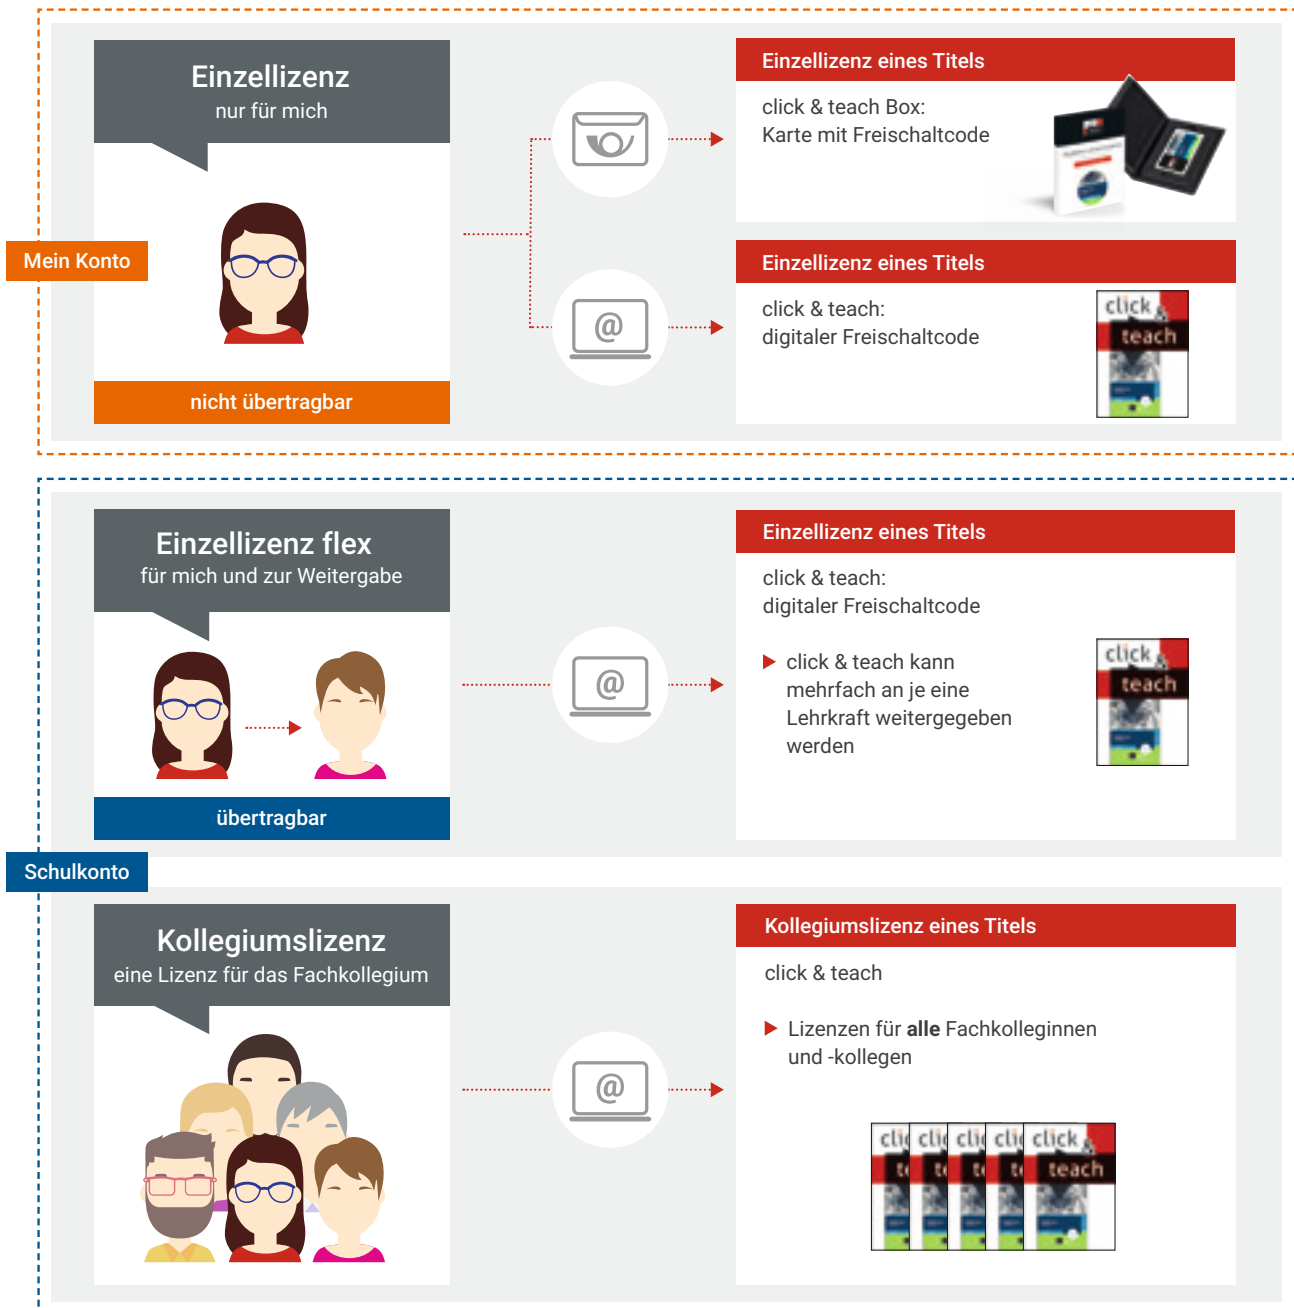 Einzellizenz
nur für mich
Mein Konto
nicht übertragbar
Einzellizenz eines Titels
click & teach Box:
Karte mit Freischaltcode
Einzellizenz eines Titels
click & teach:
digitaler Freischaltcode
click &
teach
@
Einzellizenz flex
für mich und zur Weitergabe
übertragbar
@
Einzellizenz eines Titels
click & teach:
digitaler Freischaltcode
click & teach kann
mehrfach an je eine
Lehrkraft weitergegeben
werden
click &
teach
Schulkonto
Kollegiumslizenz
eine Lizenz für das Fachkollegium
@
Kollegiumslizenz eines Titels
click & teach
Lizenzen für alle Fachkolleginnen
und -kollegen
click &
teach